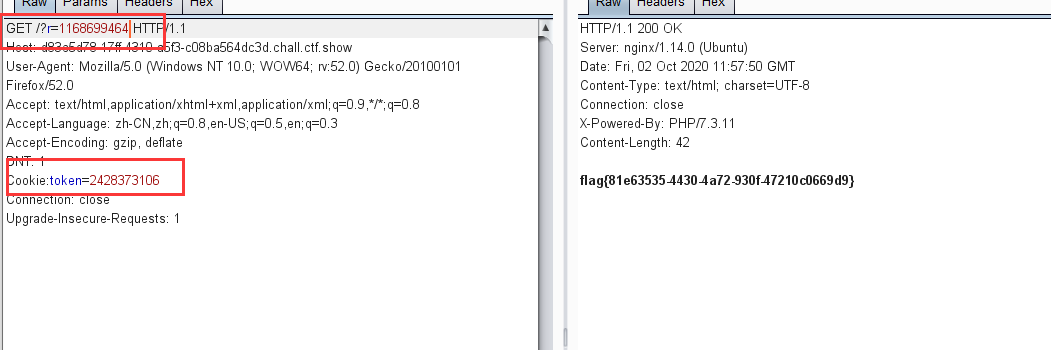 Raw Params Headers Hex
GET /?r=1168699464 HTTP/1.1
Host: d83e5d78-17ff-4310-a5f3-c08ba564dc3d.chall.ctf.show
User-Agent: Mozilla/5.0 (Windows NT 10.0; WOW64; rv:52.0) Gecko/20100101
Firefox/52.0
Accept: text/html,application/xhtml+xml,application/xml;q=0.9,*/*;q=0.8
Accept-Language: zh-CN,zh;q=0.8,en-US;q=0.5,en;q=0.3
Accept-Encoding: gzip, deflate
DNT: 1
Cookie:token=2428373106
Connection: close
Upgrade-Insecure-Requests: 1
Raw Headers Hex
HTTP/1.1 200 OK
Server: nginx/1.14.0 (Ubuntu)
Date: Fri, 02 Oct 2020 11:57:50 GMT
Content-Type: text/html; charset=UTF-8
Connection: close
X-Powered-By: PHP/7.3.11
Content-Length: 42
flag{81e63535-4430-4a72-930f-47210c0669d9}